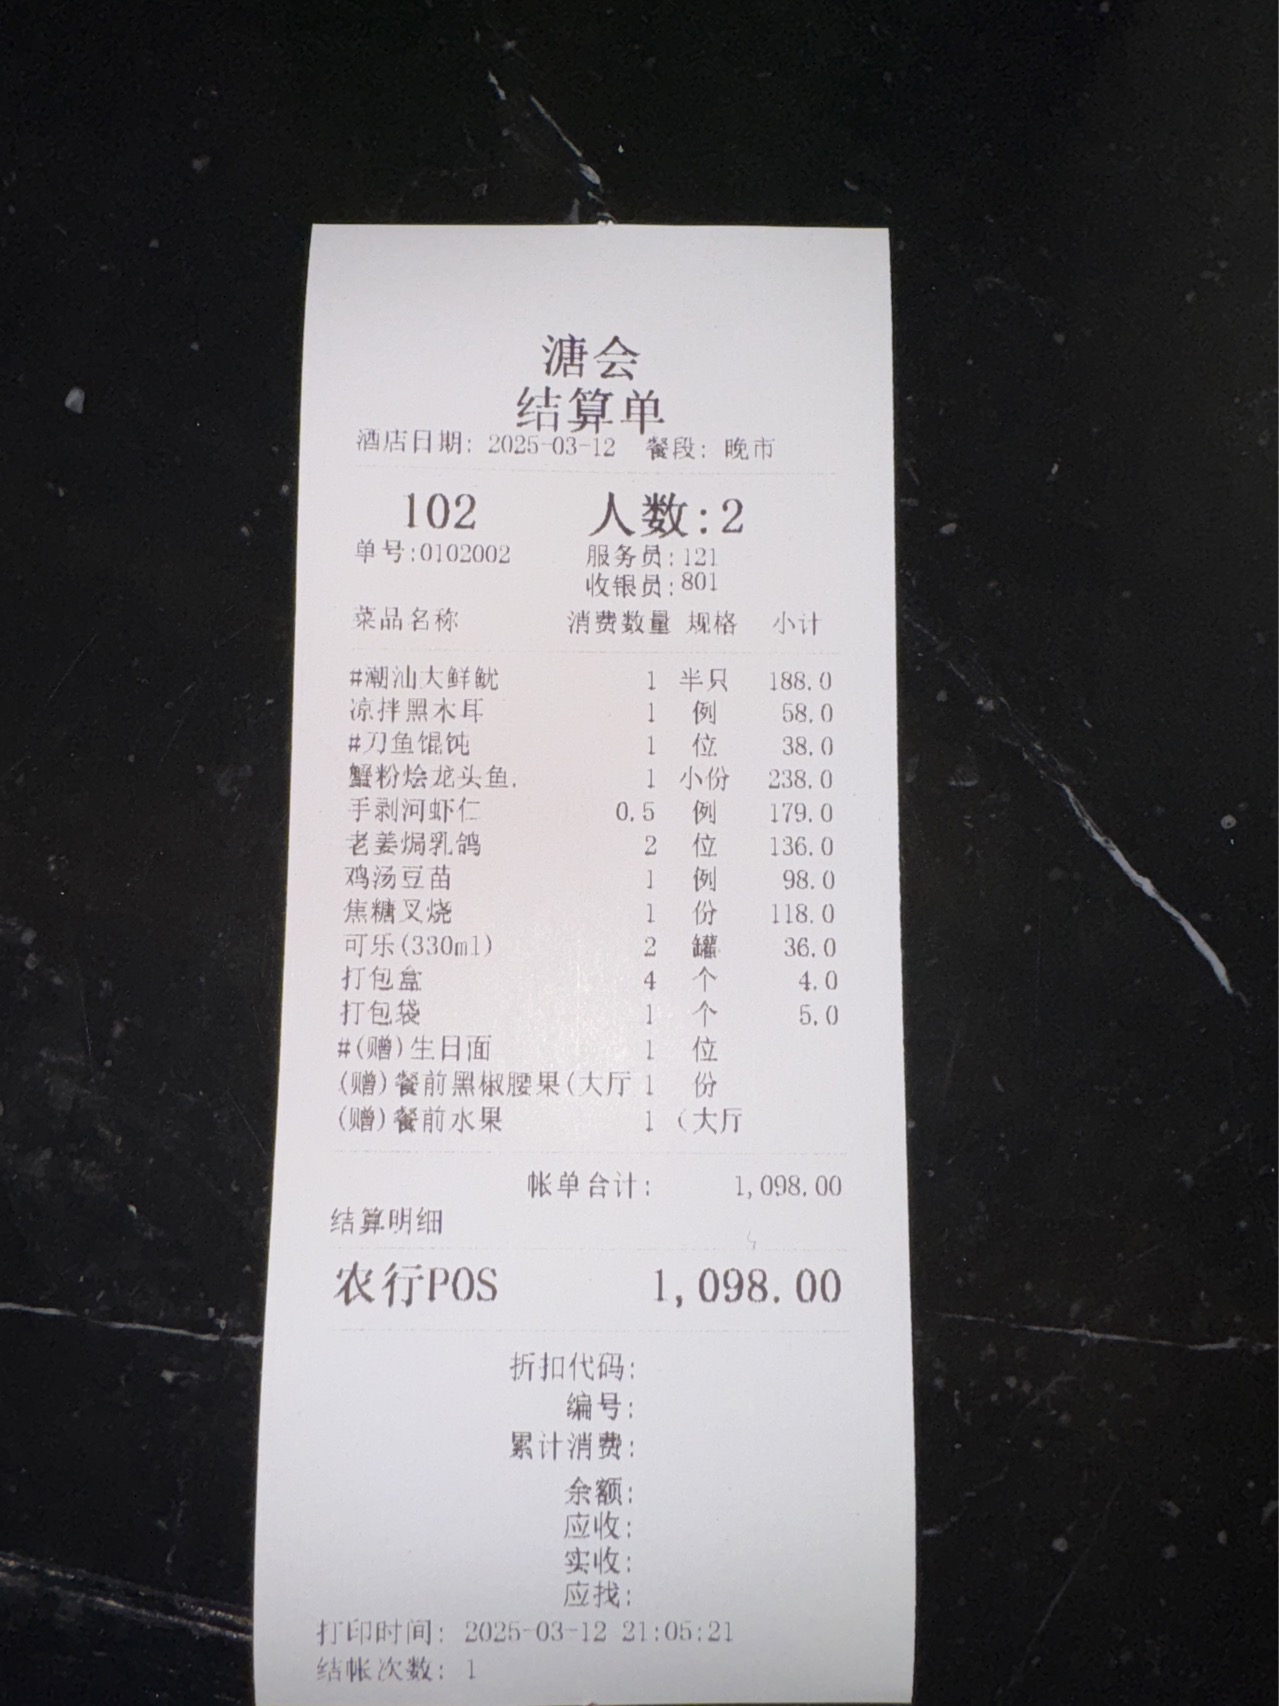 溏会
结算单
酒店日期: 2025-03-12 餐段: 晚市
102 人数:2
单号:0102002 服务员:121
收银员:801
菜品名称 消费数量 规格 小计
#潮汕大鲜鱿 1 半只 188.0
凉拌黑木耳 1 例 58.0
#刀鱼馄饨 1 位 38.0
蟹粉烩龙头鱼. 1 小份 238.0
手剥河虾仁 0.5 例 179.0
老姜焗乳鸽 2 位 136.0
鸡汤豆苗 1 例 98.0
焦糖叉烧 1 份 118.0
可乐(330ml) 2 罐 36.0
打包盒 4 个 4.0
打包袋 1 个 5.0
#(赠)生日面 1 位
(赠)餐前黑椒腰果(大厅 1 份
(赠)餐前水果 1 (大厅
帐单合计: 1,098.00
结算明细
农行POS 1,098.00
折扣代码:
编号:
累计消费:
余额:
应收:
实收:
应找:
打印时间: 2025-03-12 21:05:21
结帐次数: 1